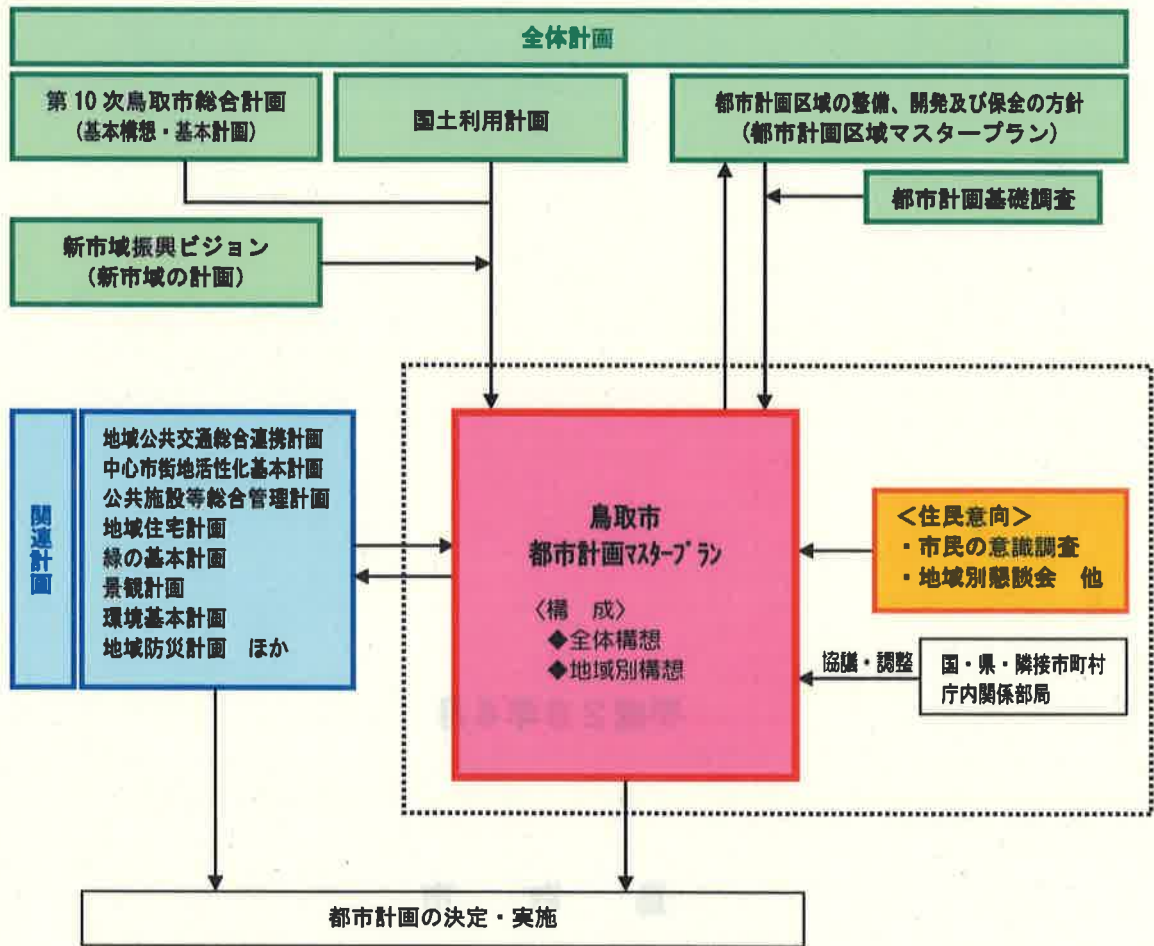 全体計画
第10次鳥取市総合計画
(基本構想・基本計画)
国土利用計画
都市計画区域の整備、開発及び保全の方針
(都市計画区域マスタープラン)
都市計画基礎調査
新市域振興ビジョン
(新市域の計画)
関連計画
地域公共交通総合連携計画
中心市街地活性化基本計画
公共施設等総合管理計画
地域住宅計画
緑の基本計画
景観計画
環境基本計画
地域防災計画 ほか
鳥取市
都市計画マスタープラン
〈構 成〉
◆全体構想
◆地域別構想
<住民意向>
・市民の意識調査
・地域別懇談会 他
協議・調整
国・県・隣接市町村
庁内関係部局
都市計画の決定・実施